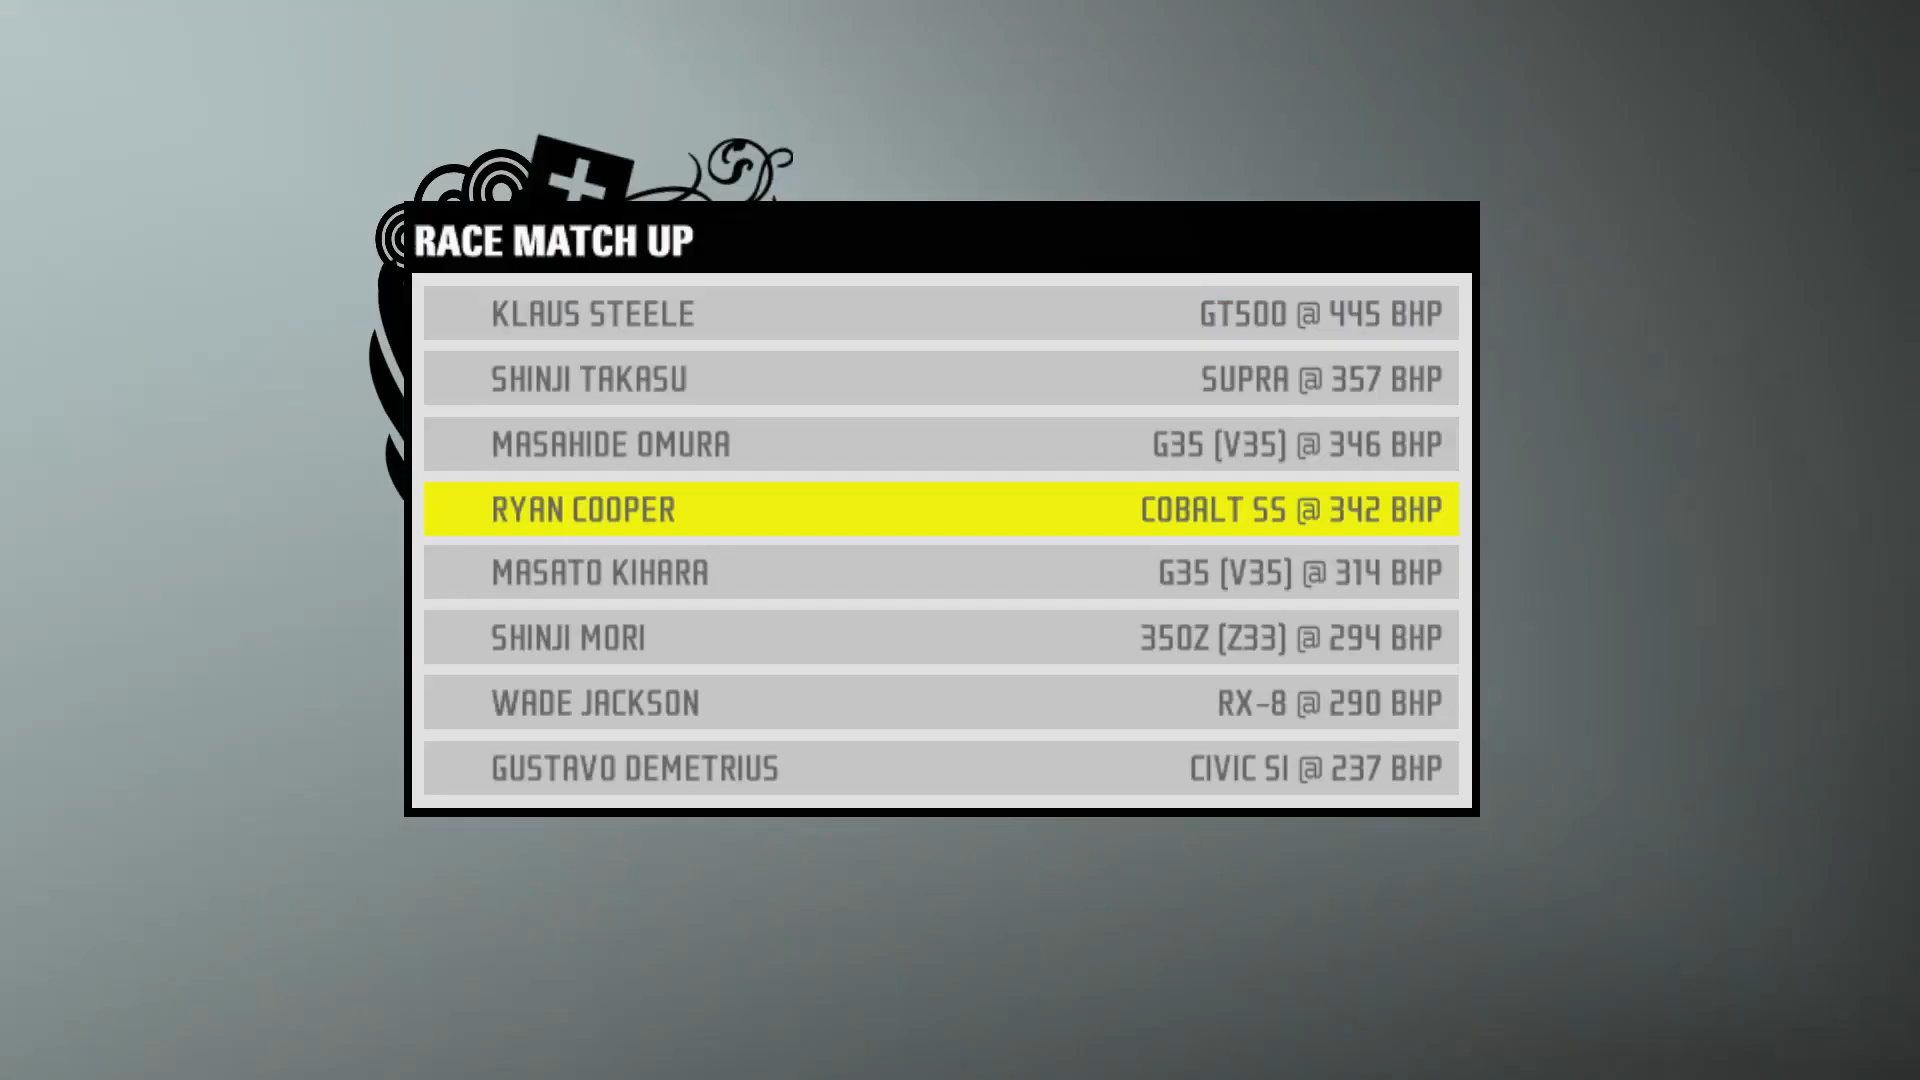 RACE MATCH UP
KLAUS STEELE GT500 @ 445 BHP
SHINJI TAKASU SUPRA @ 357 BHP
MASAHIDE OMURA G35 (V35) @ 346 BHP
RYAN COOPER COBALT SS @ 342 BHP
MASATO KIHARA G35 (V35) @ 314 BHP
SHINJI MORI 350Z (Z33) @ 294 BHP
WADE JACKSON RX-8 @ 290 BHP
GUSTAVO DEMETRIUS CIVIC SI @ 237 BHP